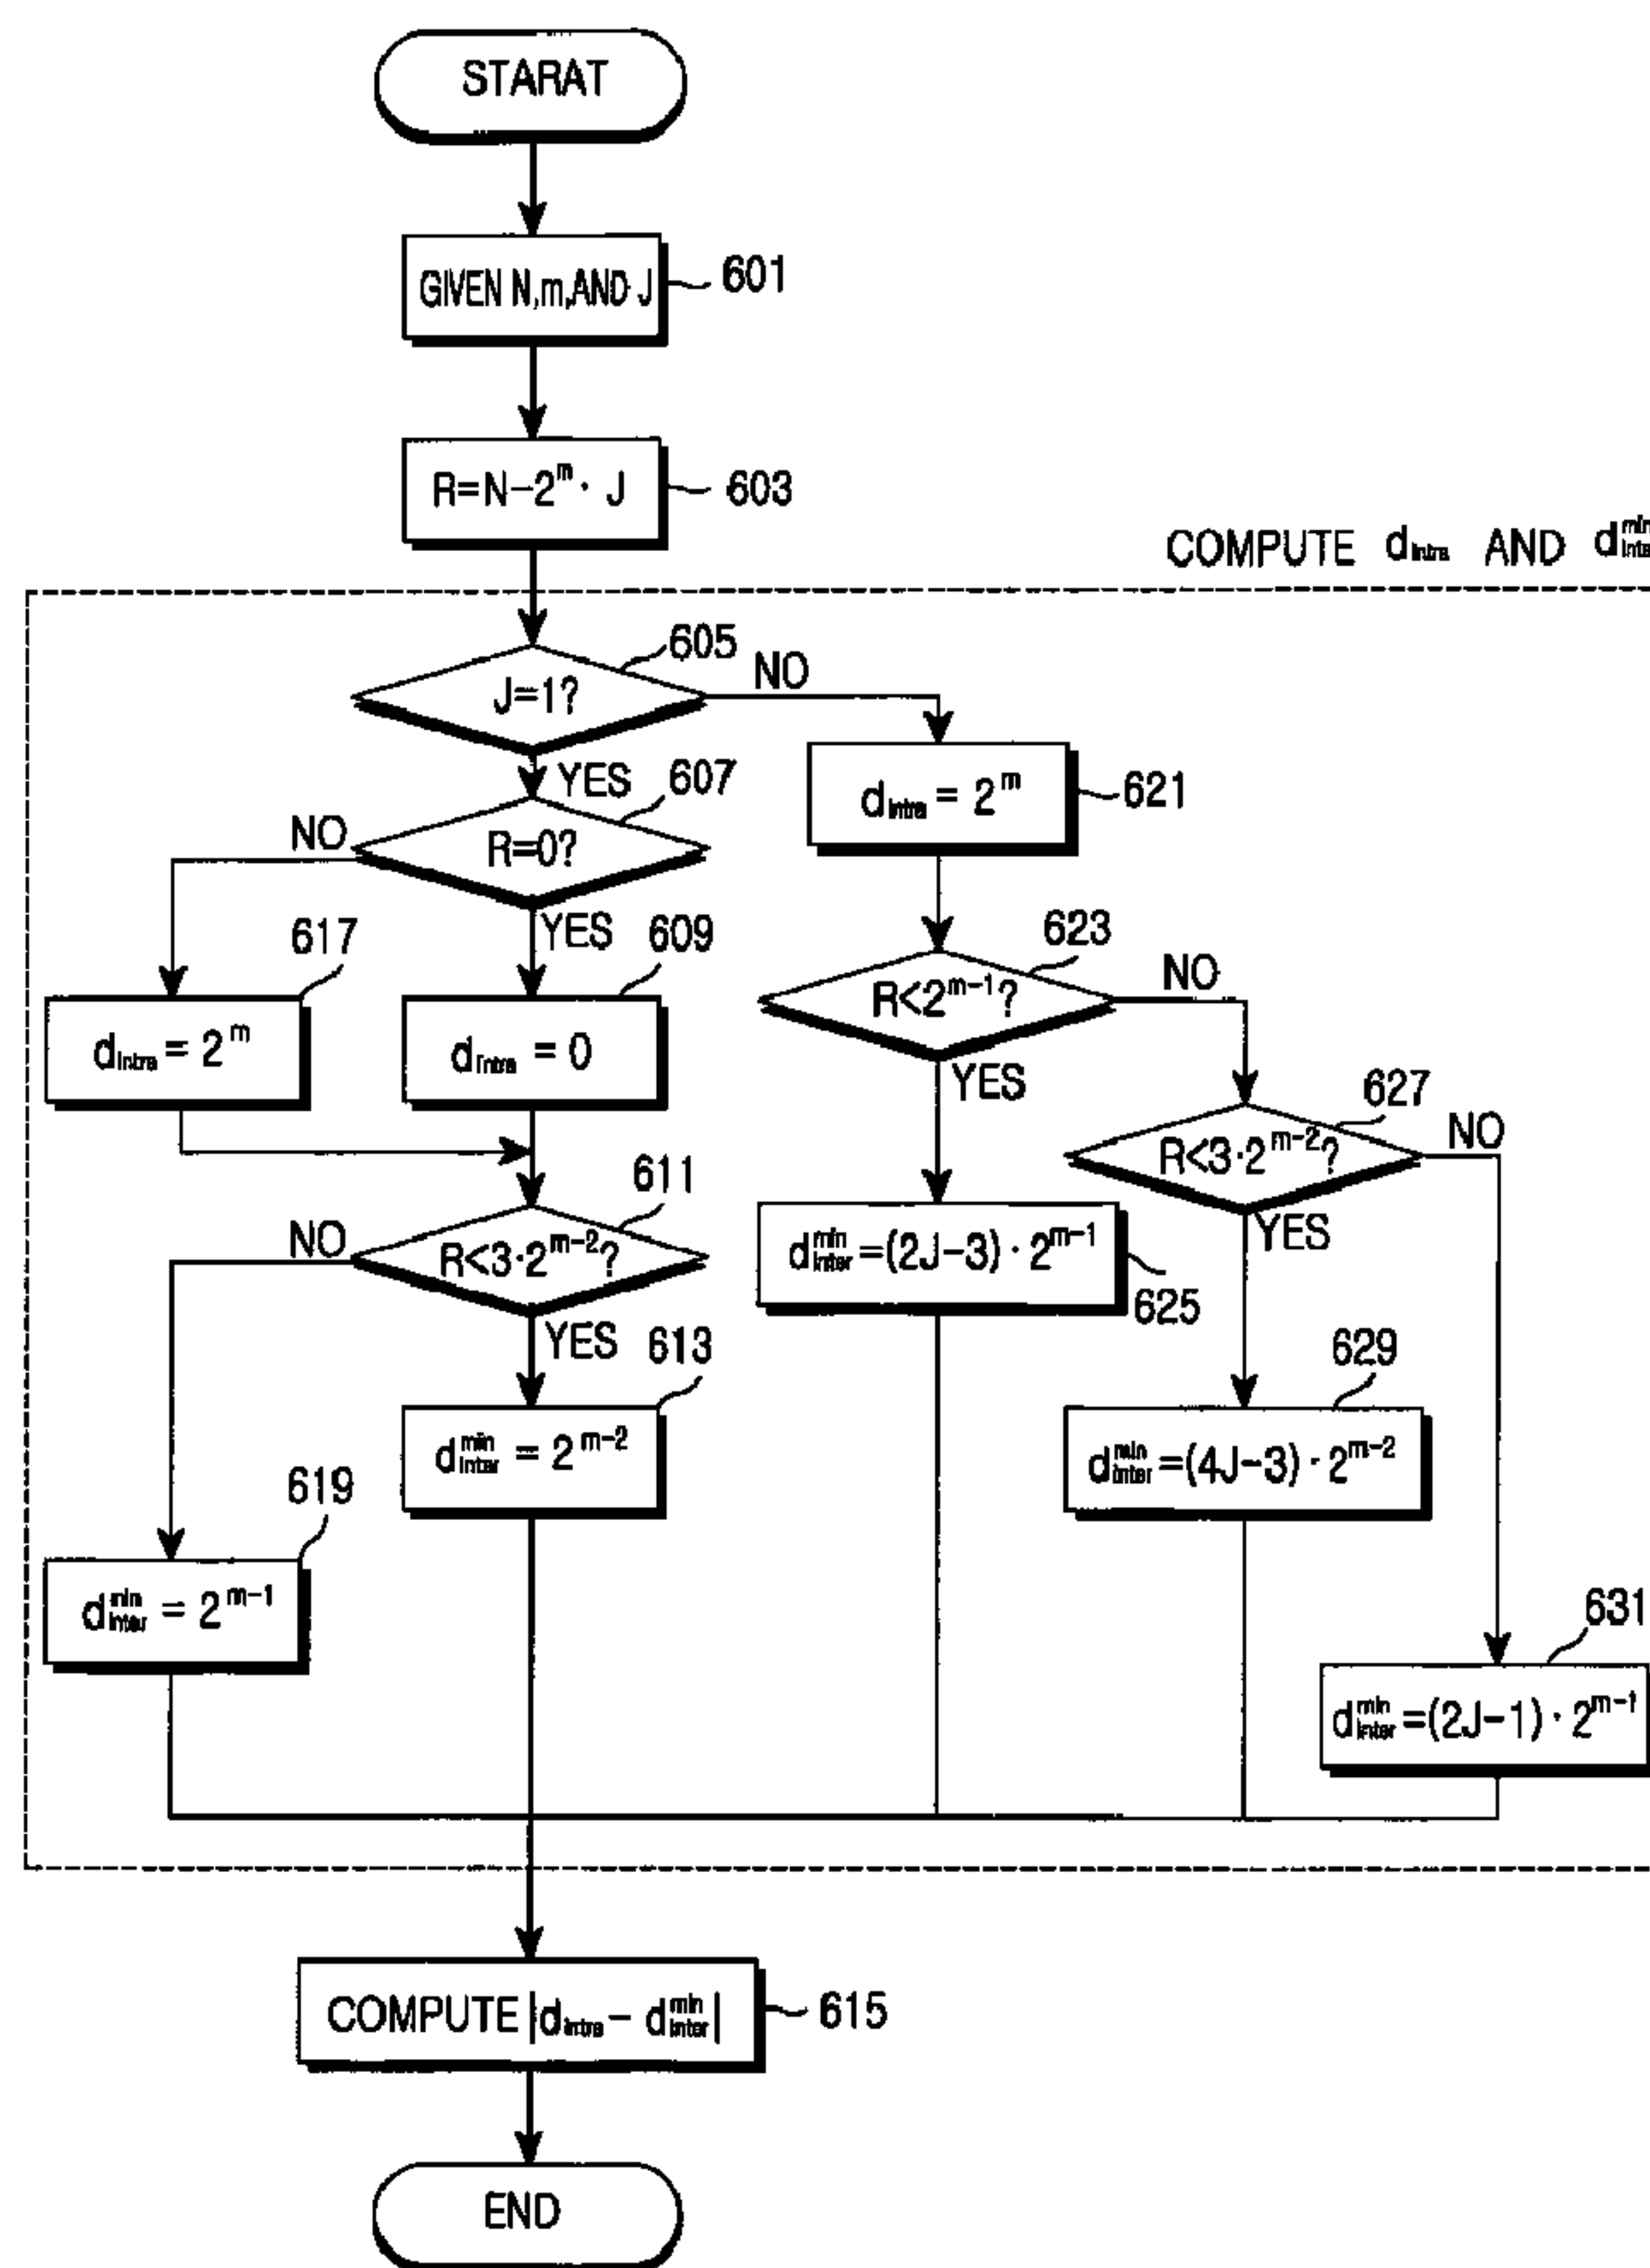 STARAT
GIVEN N,m,AND J
601
R=N-2^m · J
603
COMPUTE d_intra AND d_inter^min
605
J=1?
NO
YES
607
d_intra = 2^m
621
NO
R=0?
YES
617
609
623
R<2^m-1?
NO
d_intra = 2^m
d_intra = 0
YES
627
R<3·2^m-2?
NO
611
NO
R<3·2^m-2?
YES
d_inter^min=(2J-3) · 2^m-1
625
YES
613
629
d_inter^min = 2^m-2
d_inter^min=(4J-3) · 2^m-2
619
d_inter^min = 2^m-1
631
d_inter^min=(2J-1) · 2^m-1
COMPUTE |d_intra- d_inter^min|
615
END